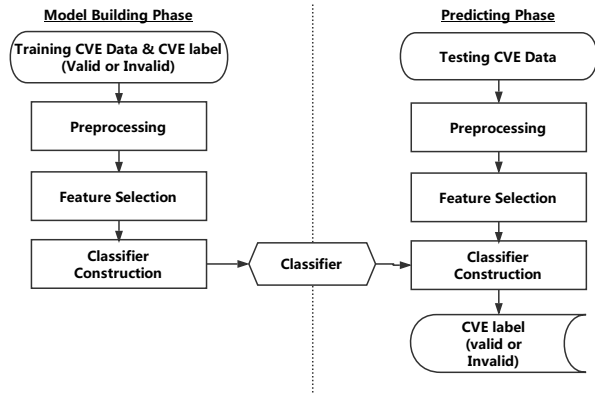 Model Building Phase
Training CVE Data & CVE label
(Valid or Invalid)
Preprocessing
Feature Selection
Classifier
Construction
Classifier
Predicting Phase
Testing CVE Data
Preprocessing
Feature Selection
Classifier
Construction
CVE label
(valid or
Invalid)